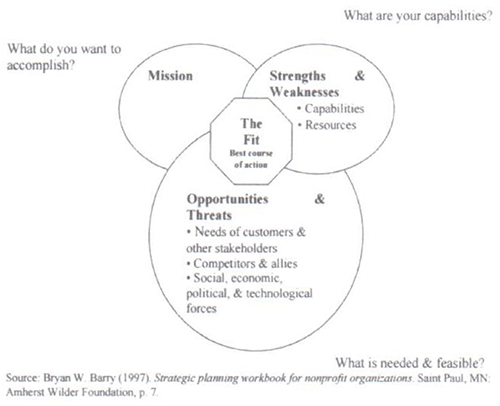 What are your capabilities?
What do you want to
accomplish?
Mission
Strengths &
Weaknesses
• Capabilities
• Resources
The
Fit
Best course
of action
Opportunities &
Threats
• Needs of customers &
other stakeholders
• Competitors & allies
• Social, economic,
political, & technological
forces
What is needed & feasible?
Source: Bryan W. Barry (1997). Strategic planning workbook for nonprofit organizations. Saint Paul, MN:
Amherst Wilder Foundation, p. 7.